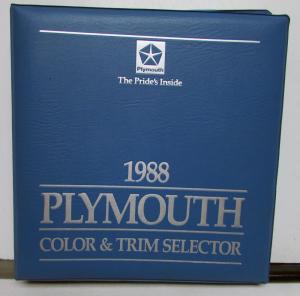 Plymouth
The Pride's Inside
1988
PLYMOUTH
COLOR & TRIM SELECTOR